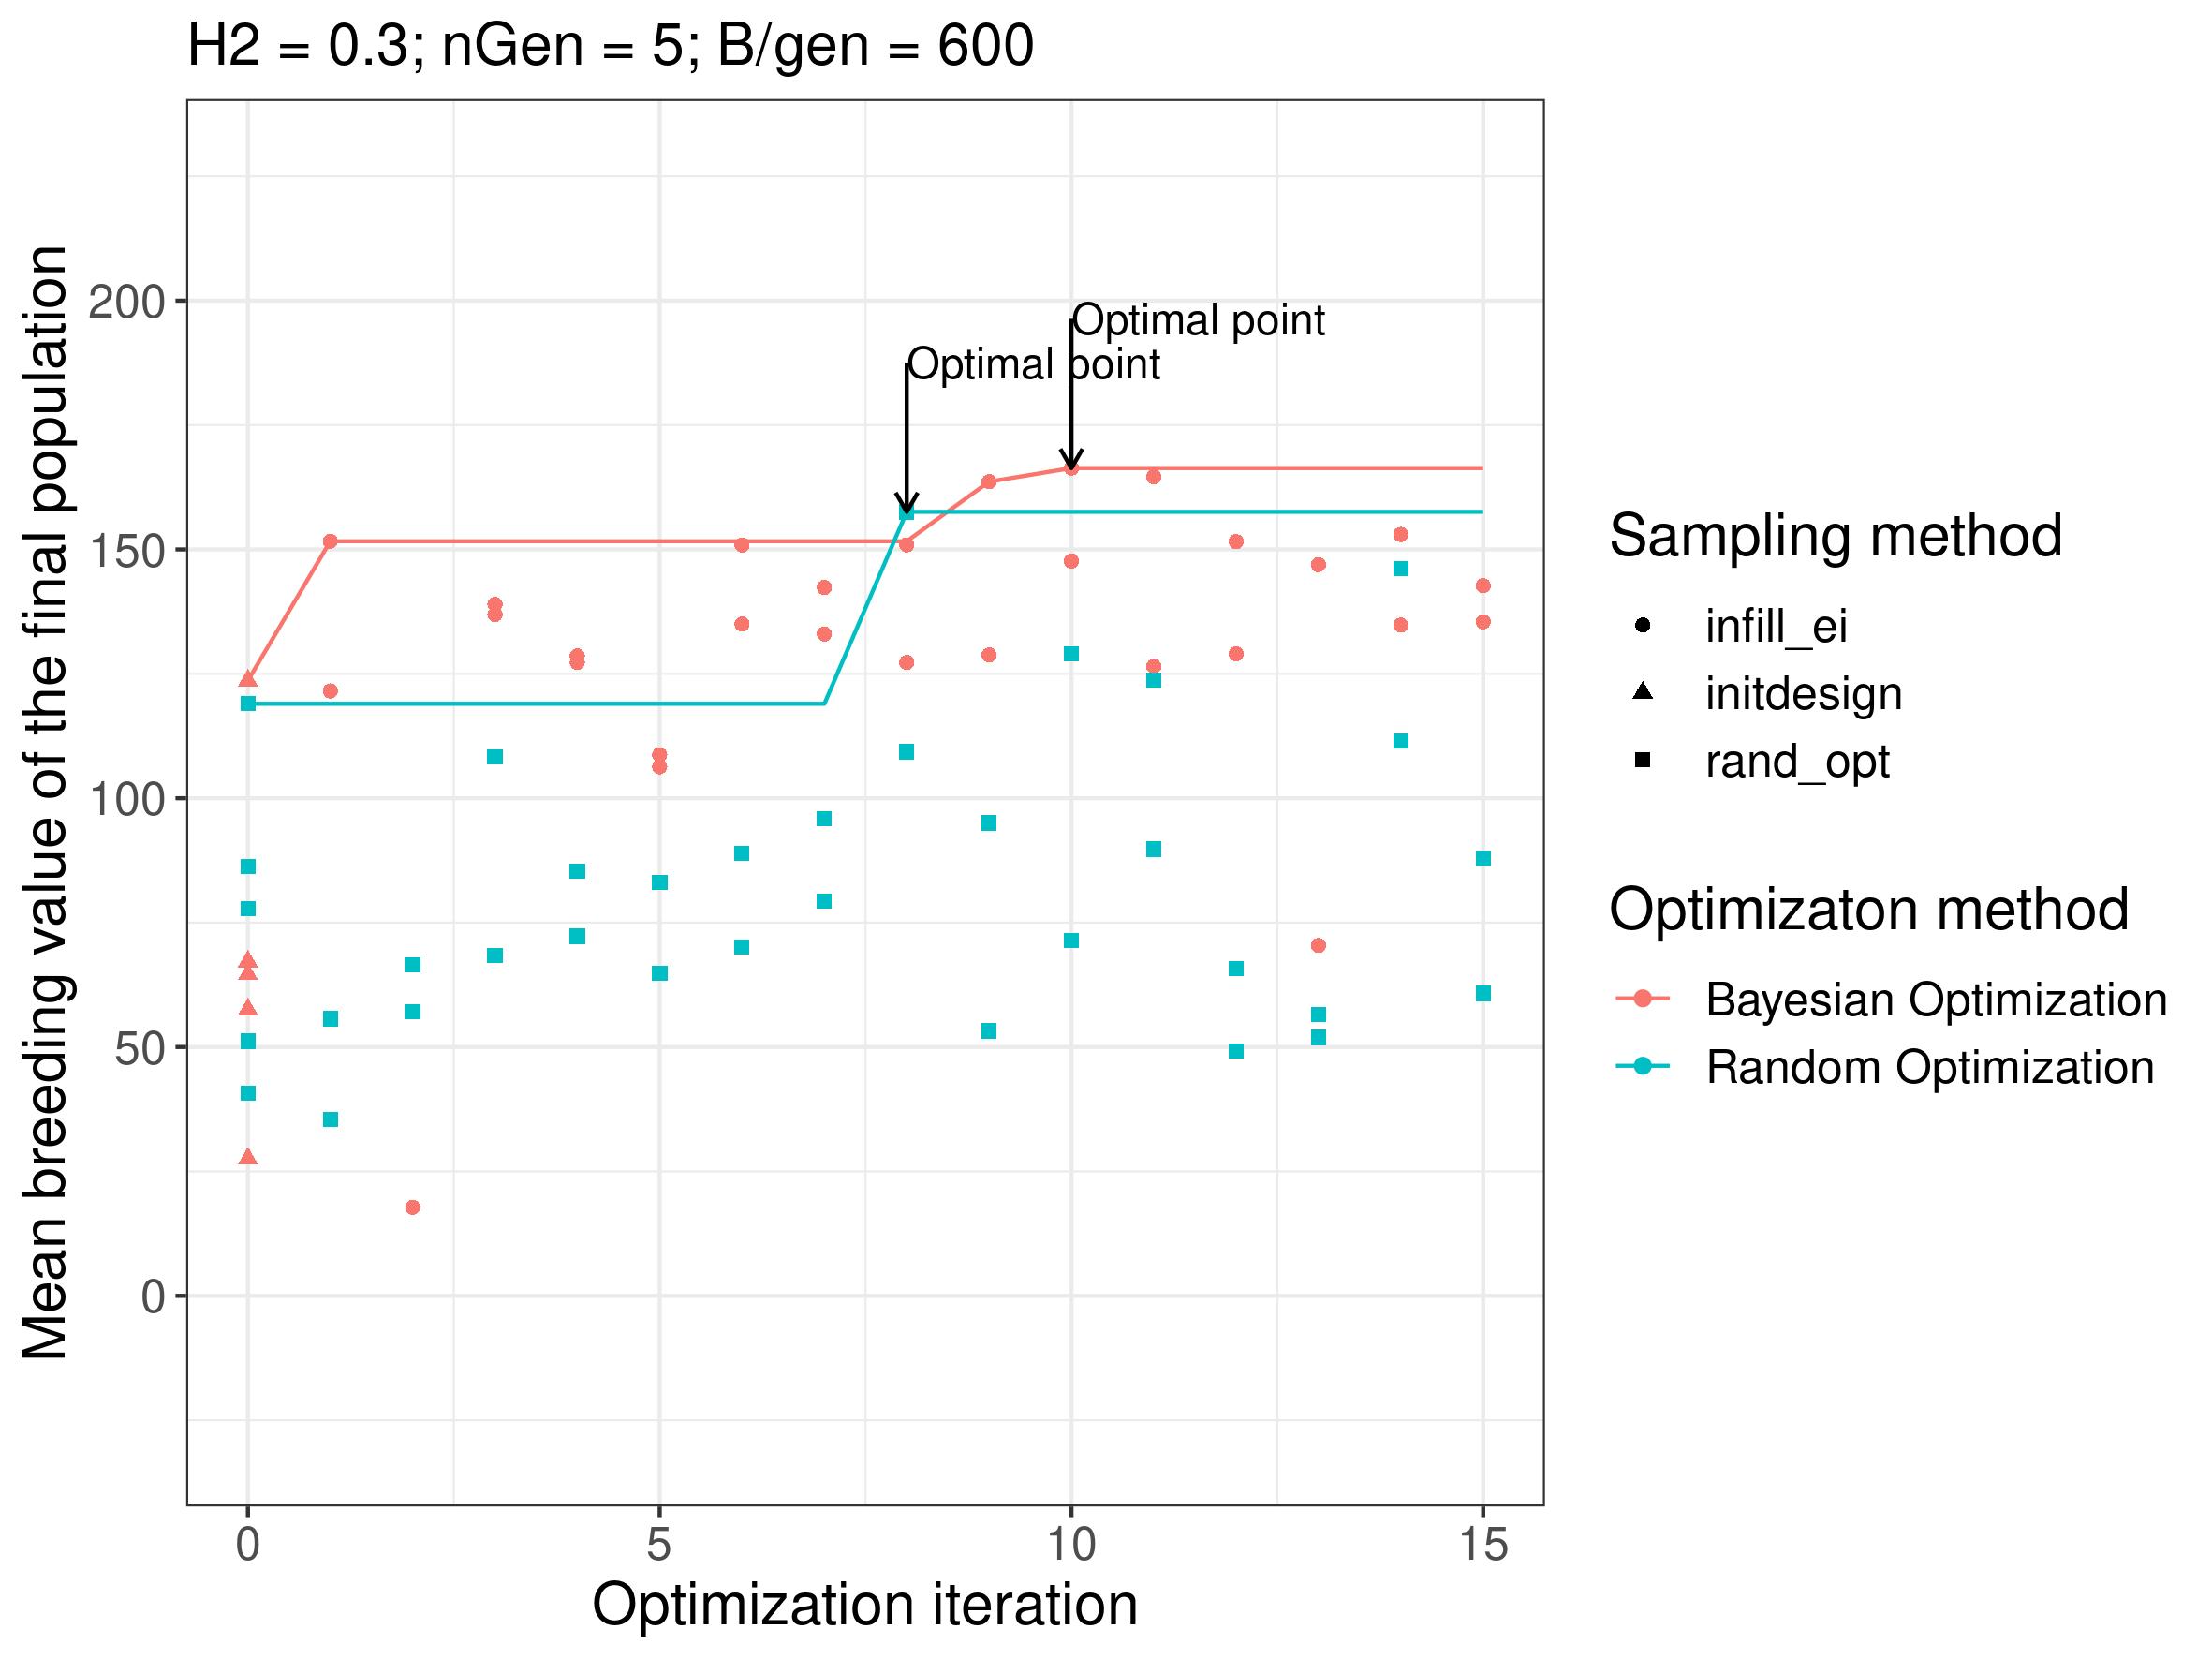 H2 = 0.3; nGen = 5; B/gen = 600
Mean breeding value of the final population
200
150
100
50
0
Optimal point
Optimal point
0
5
10
15
Optimization iteration
Sampling method
infill_ei
initdesign
rand_opt
Optimizaton method
Bayesian Optimization
Random Optimization